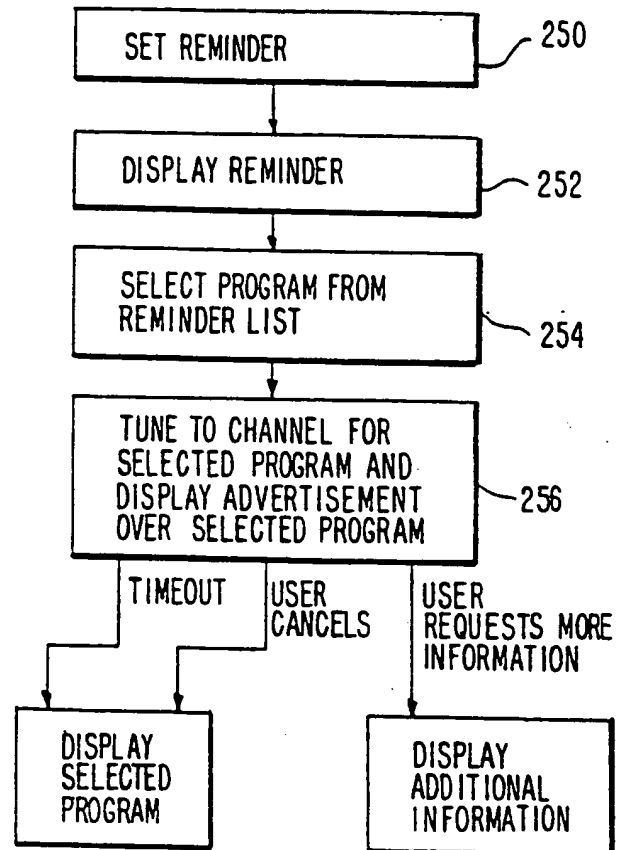 SET REMINDER
250
DISPLAY REMINDER
252
SELECT PROGRAM FROM
REMINDER LIST
254
TUNE TO CHANNEL FOR
SELECTED PROGRAM AND
DISPLAY ADVERTISEMENT
OVER SELECTED PROGRAM
256
TIMEOUT
USER
CANCELS
USER
REQUESTS MORE
INFORMATION
DISPLAY
SELECTED
PROGRAM
DISPLAY
ADDITIONAL
INFORMATION